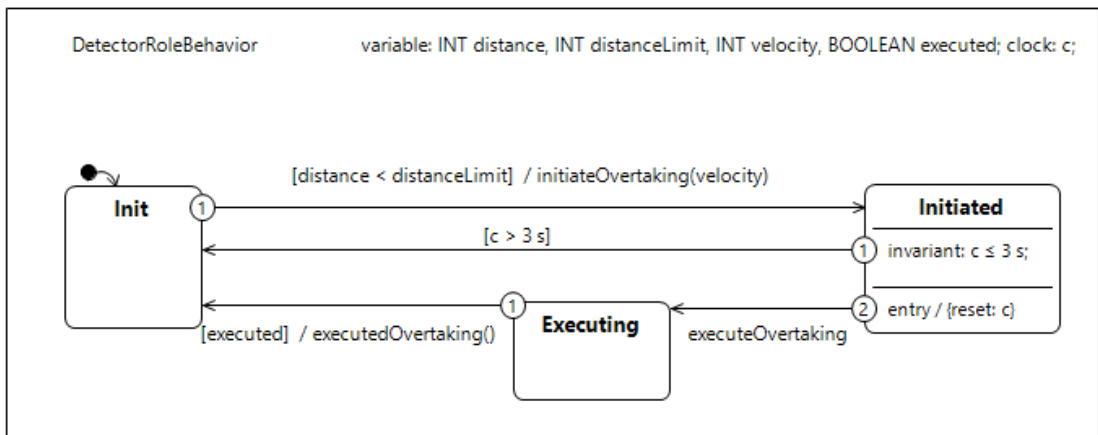 DetectorRoleBehavior
variable: INT distance, INT distanceLimit, INT velocity, BOOLEAN executed; clock: c;
[distance < distanceLimit] / initiateOvertaking(velocity)
Init
1
Initiated
[c > 3 s]
1
invariant: c ≤ 3 s;
1
2
entry / {reset: c}
Executing
[executed] / executedOvertaking()
executeOvertaking